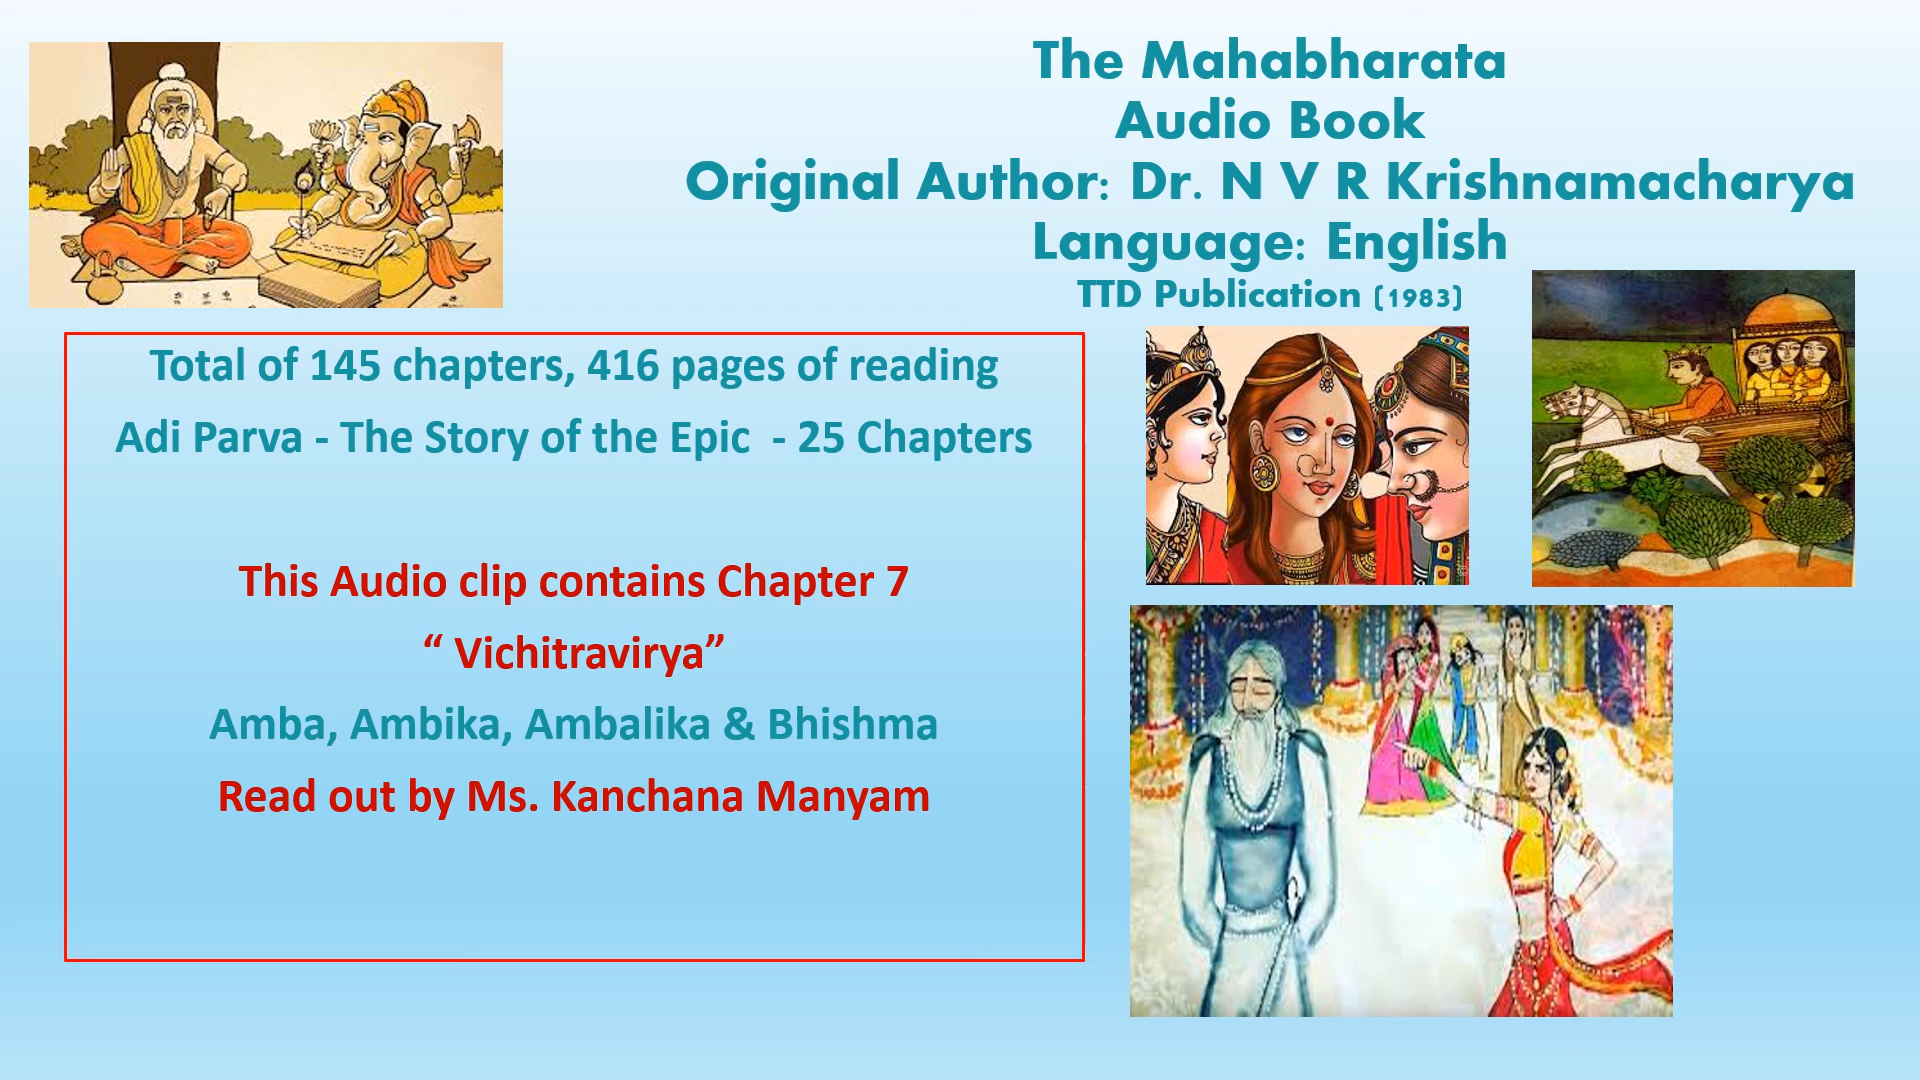 The Mahabharata
Audio Book
Original Author: Dr. N V R Krishnamacharya
Language: English
TTD Publication (1983)
Total of 145 chapters, 416 pages of reading
Adi Parva - The Story of the Epic - 25 Chapters
This Audio clip contains Chapter 7
“ Vichitravirya”
Amba, Ambika, Ambalika & Bhishma
Read out by Ms. Kanchana Manyam